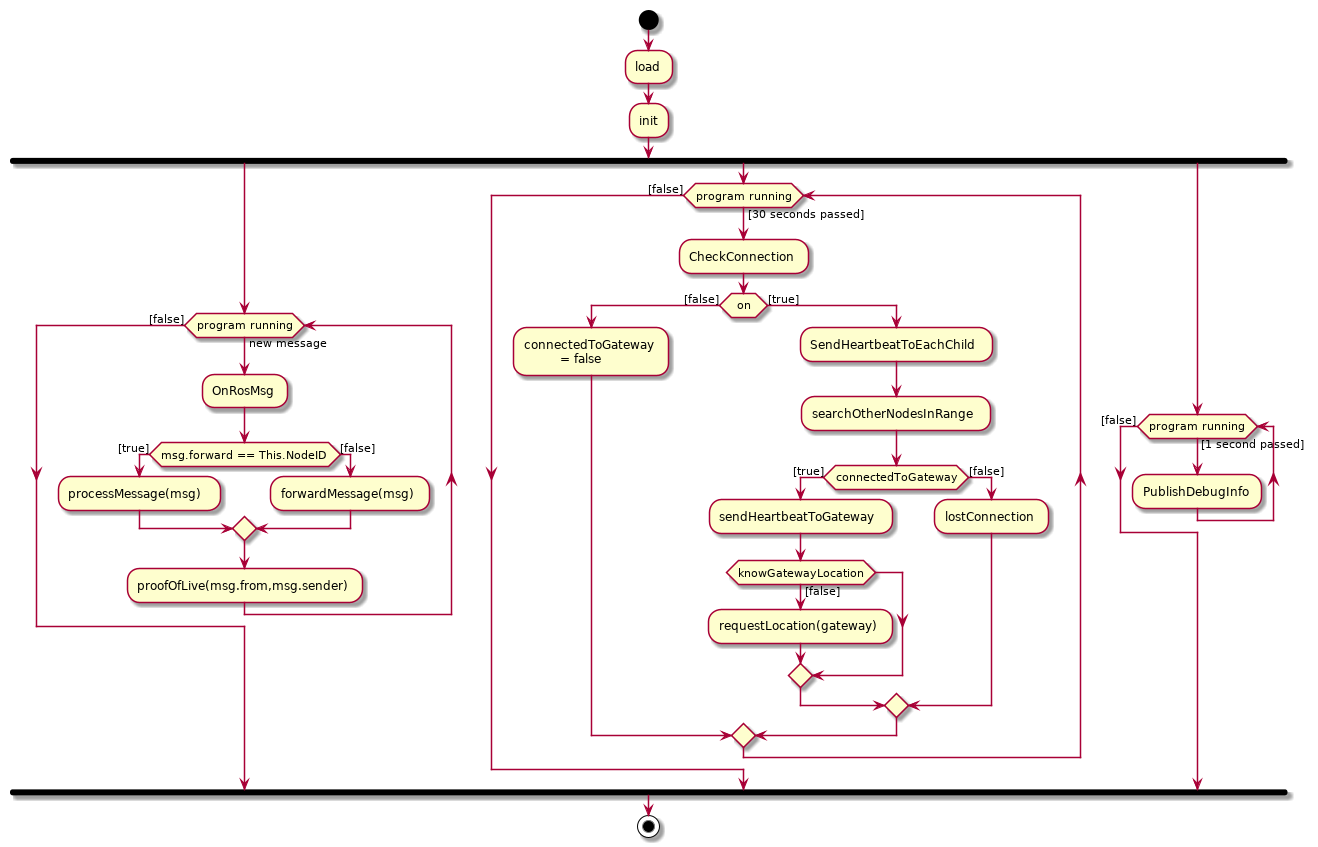 load
init
[false]
program running
new message
OnRosMsg
[true]
msg.forward == This.NodeID
[false]
processMessage(msg)
forwardMessage(msg)
proofOfLive(msg.from,msg.sender)
[false]
program running
[30 seconds passed]
CheckConnection
[false]
on
[true]
connectedToGateway
= false
SendHeartbeatToEachChild
searchOtherNodesInRange
[true]
connectedToGateway
[false]
sendHeartbeatToGateway
lostConnection
knowGatewayLocation
[false]
requestLocation(gateway)
[false]
program running
[1 second passed]
PublishDebugInfo